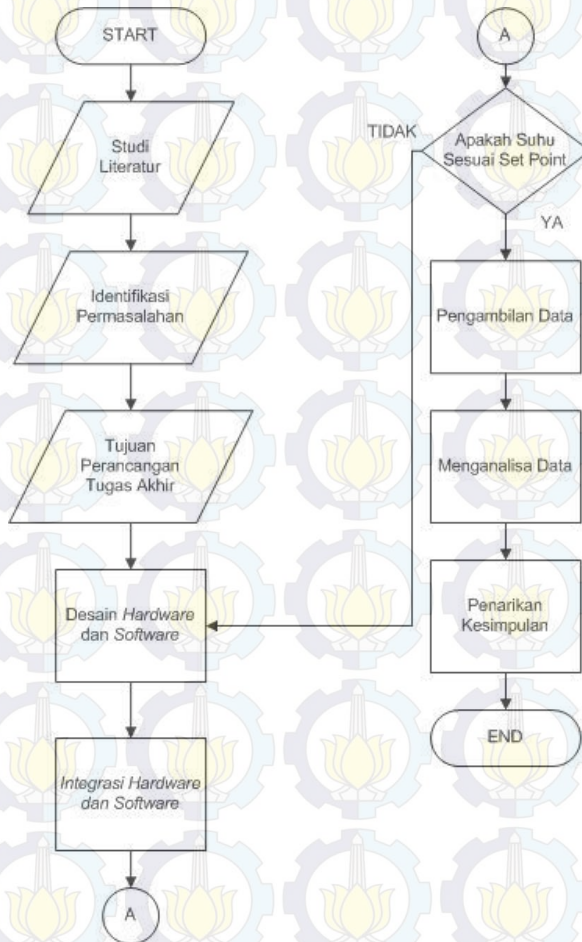 START
Studi
Literatur
Identifikasi
Permasalahan
Tujuan
Perancangan
Tugas Akhir
Desain Hardware
dan Software
Integrasi Hardware
dan Software
A
A
Apakah Suhu
Sesuai Set Point
TIDAK
YA
Pengambilan Data
Menganalisa Data
Penarikan
Kesimpulan
END